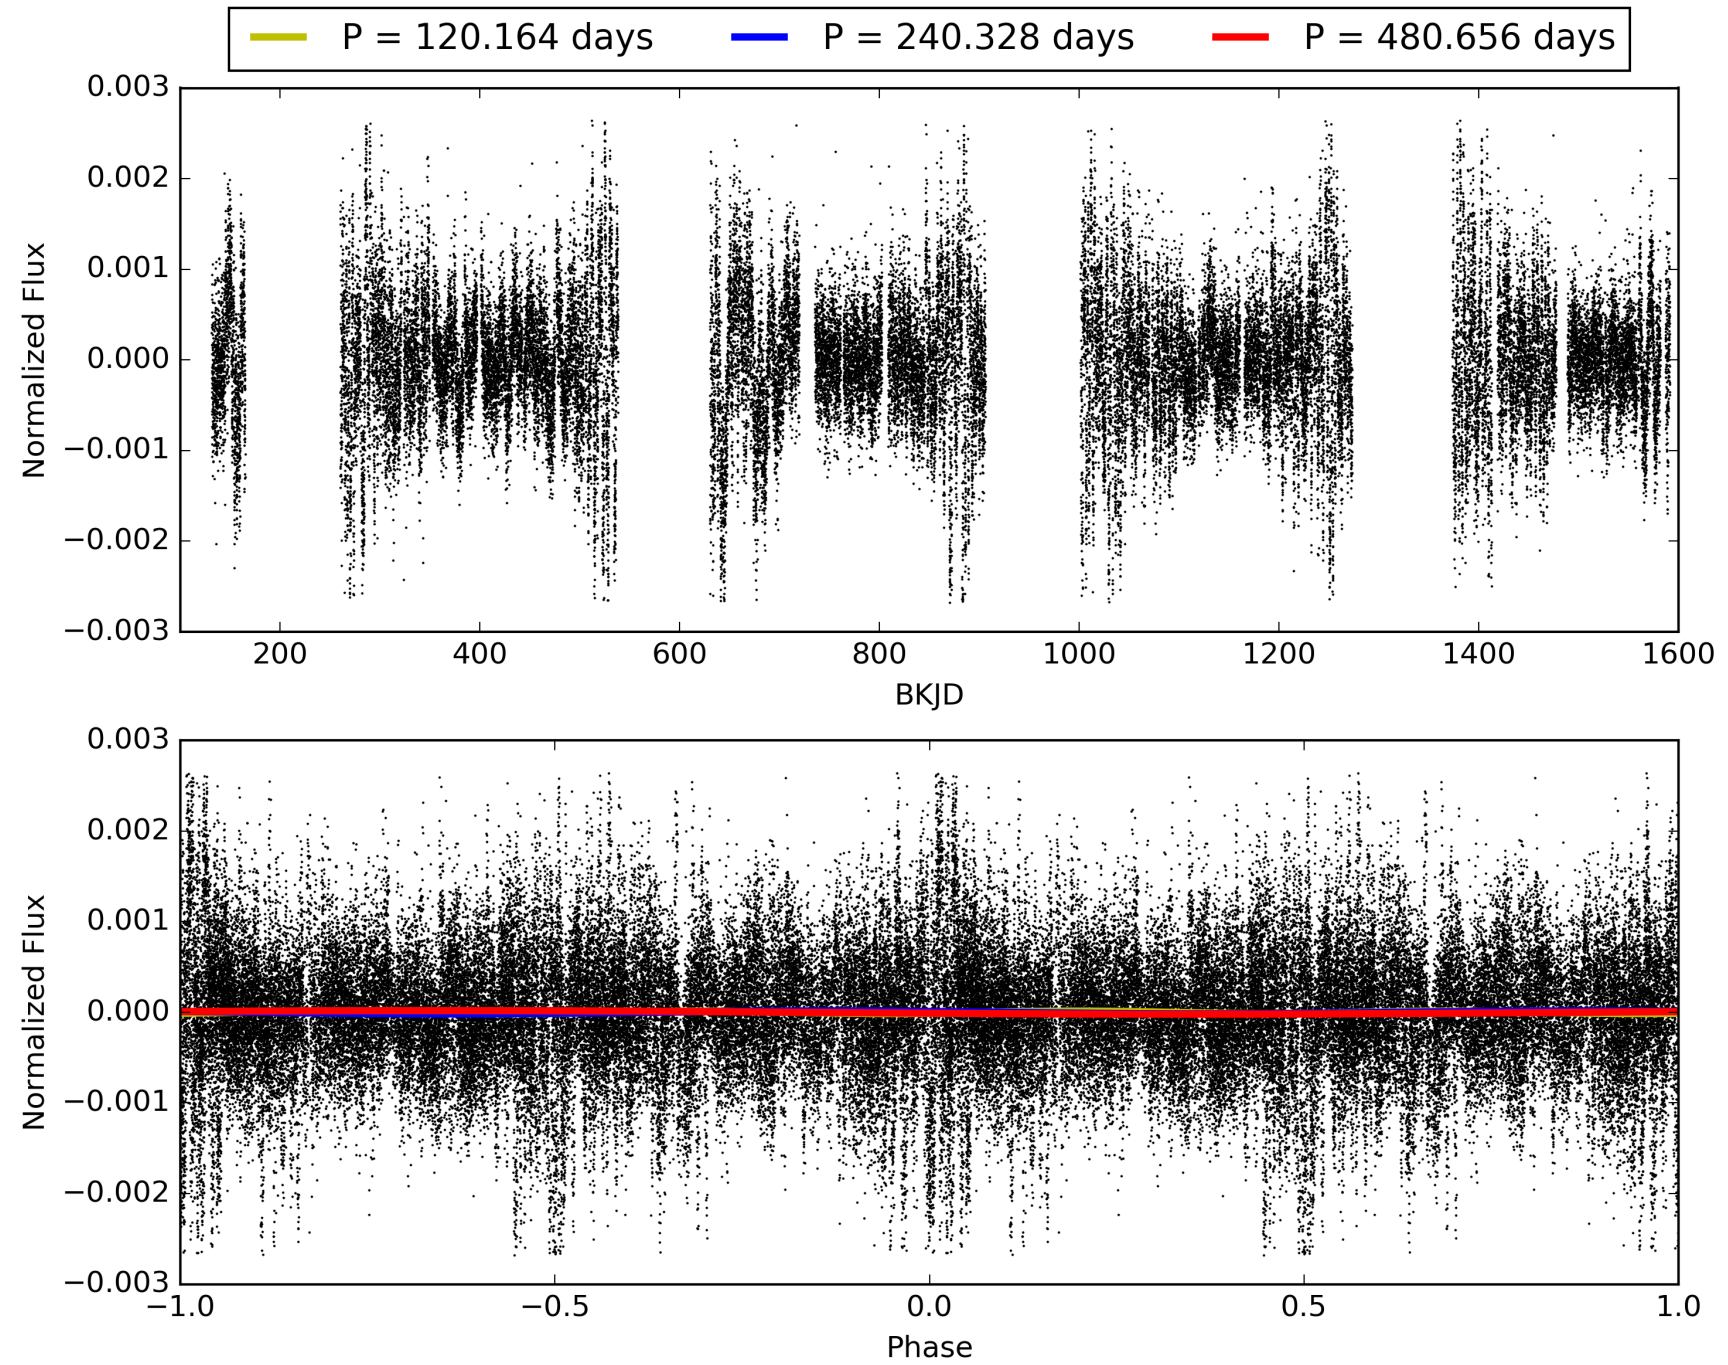 P = 120.164 days P = 240.328 days P = 480.656 days
0.003
0.002
0.001
0.000
−0.001
−0.002
−0.003
Normalized Flux
200 400 600 800 1000 1200 1400 1600
BKJD
0.003
0.002
0.001
0.000
−0.001
−0.002
−0.003
Normalized Flux
−1.0 −0.5 0.0 0.5 1.0
Phase